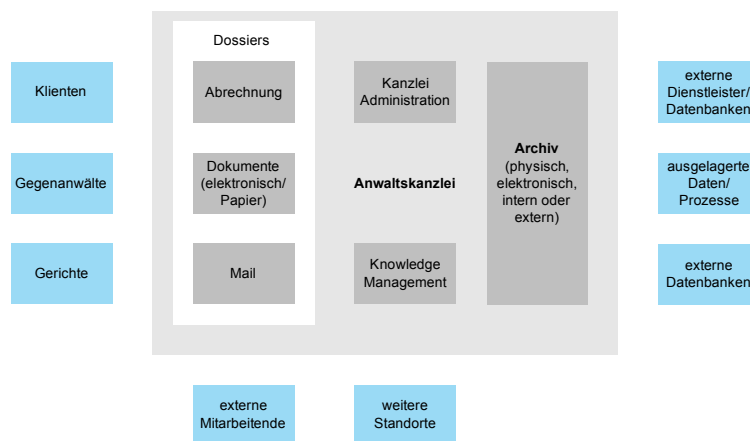 Dossiers
Klienten
Abrechnung
Kanzlei
Administration
externe
Dienstleister/
Datenbanken
Gegenanwälte
Dokumente
(elektronisch/
Papier)
Anwaltskanzlei
Archiv
(physisch,
elektronisch,
intern oder
extern)
ausgelagerte
Daten/
Prozesse
Gerichte
Mail
Knowledge
Management
externe
Datenbanken
externe
Mitarbeitende
weitere
Standorte